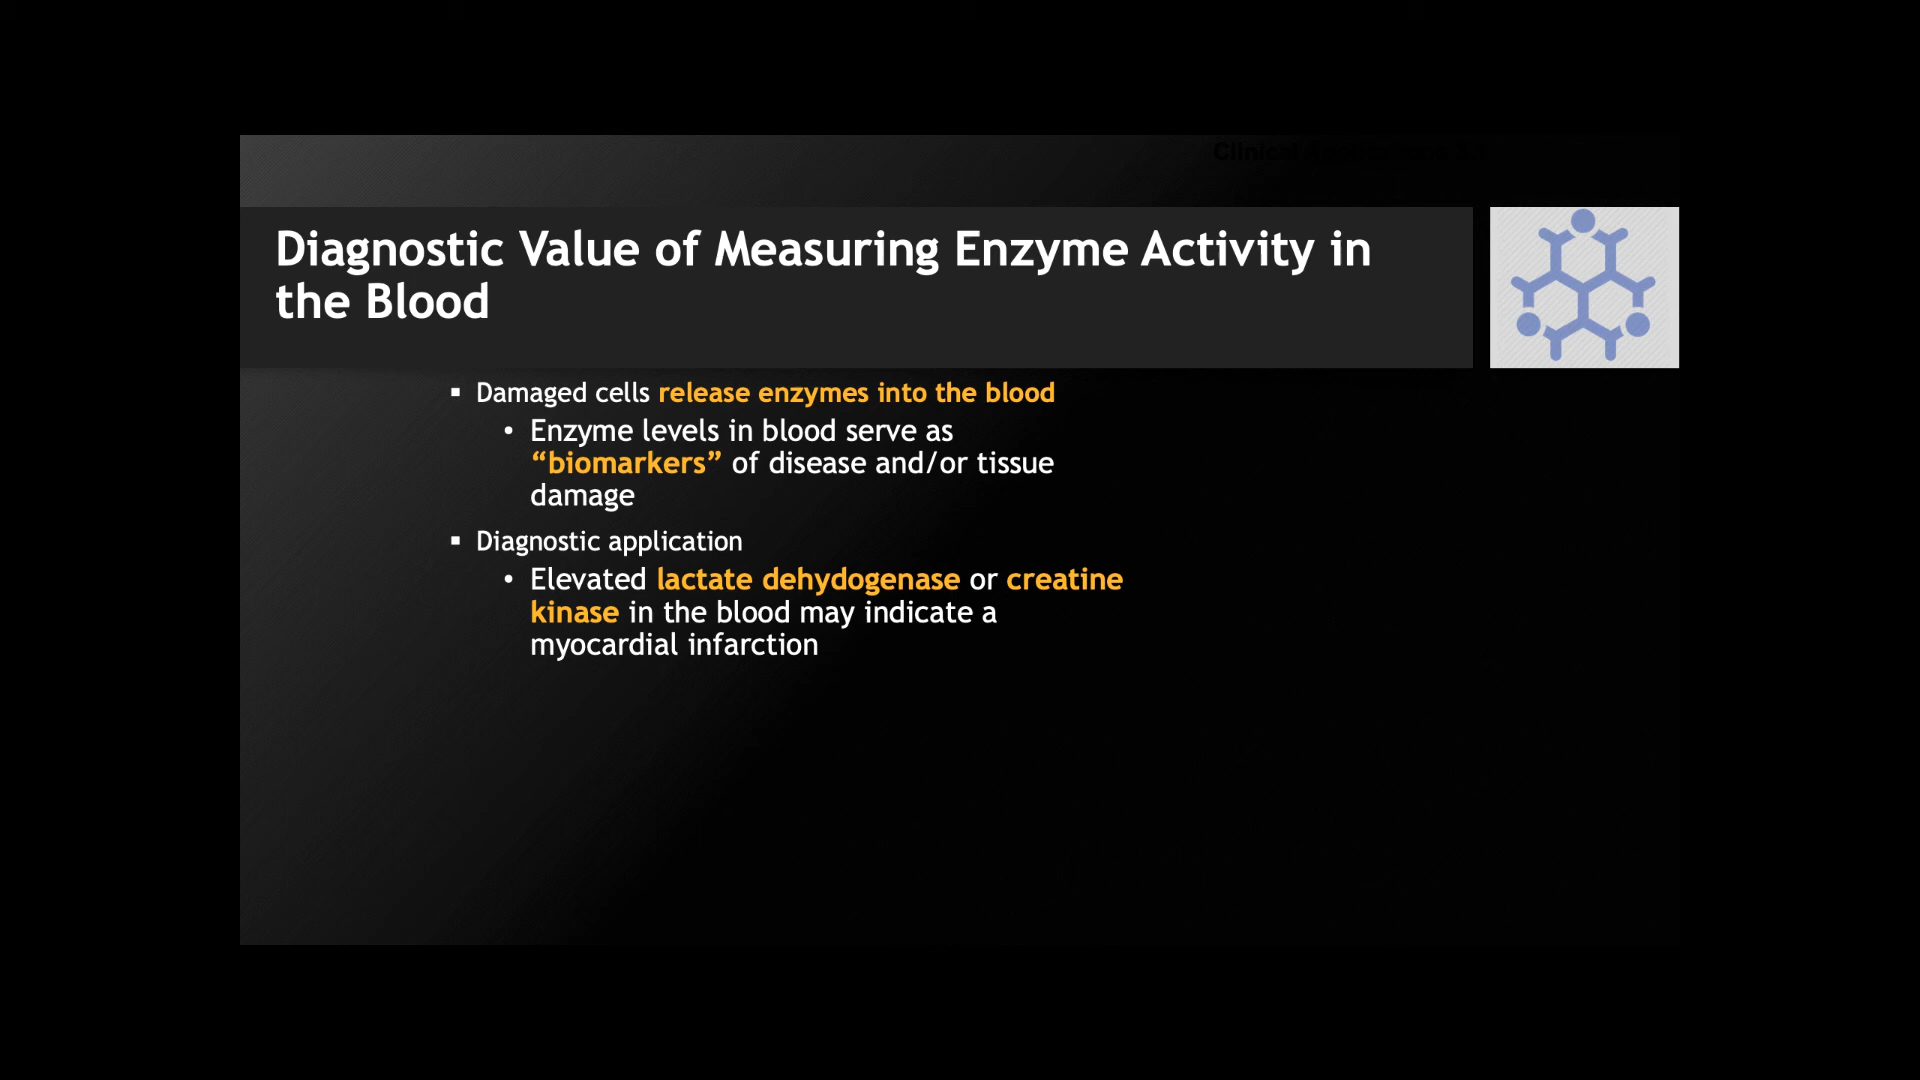 Clinical
Diagnostic Value of Measuring Enzyme Activity in
the Blood
▪ Damaged cells release enzymes into the blood
• Enzyme levels in blood serve as
“biomarkers” of disease and/or tissue
damage
▪ Diagnostic application
• Elevated lactate dehydogenase or creatine
kinase in the blood may indicate a
myocardial infarction